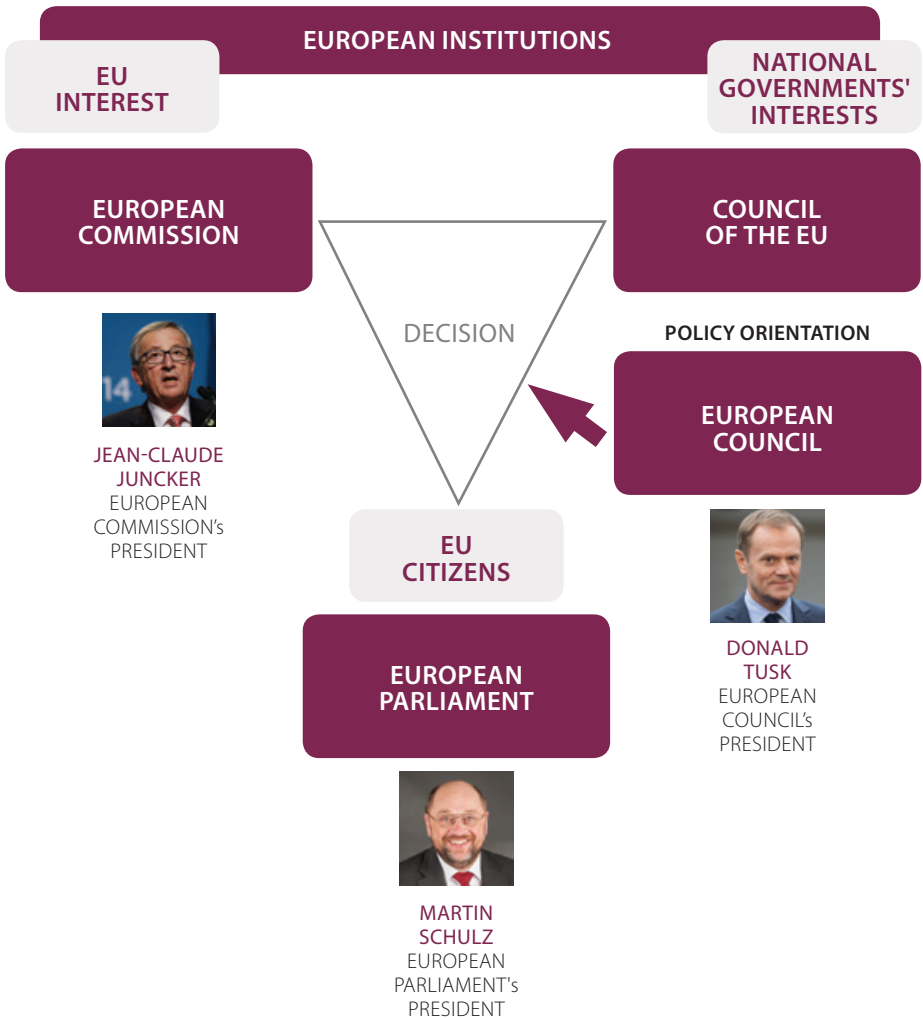 EUROPEAN INSTITUTIONS
EU
INTEREST
NATIONAL
GOVERNMENTS'
INTERESTS
EUROPEAN
COMMISSION
COUNCIL
OF THE EU
DECISION
14
JEAN-CLAUDE
JUNCKER
EUROPEAN
COMMISSION's
PRESIDENT
POLICY ORIENTATION
EUROPEAN
COUNCIL
DONALD
TUSK
EUROPEAN
COUNCIL's
PRESIDENT
EU
CITIZENS
EUROPEAN
PARLIAMENT
MARTIN
SCHULZ
EUROPEAN
PARLIAMENT's
PRESIDENT